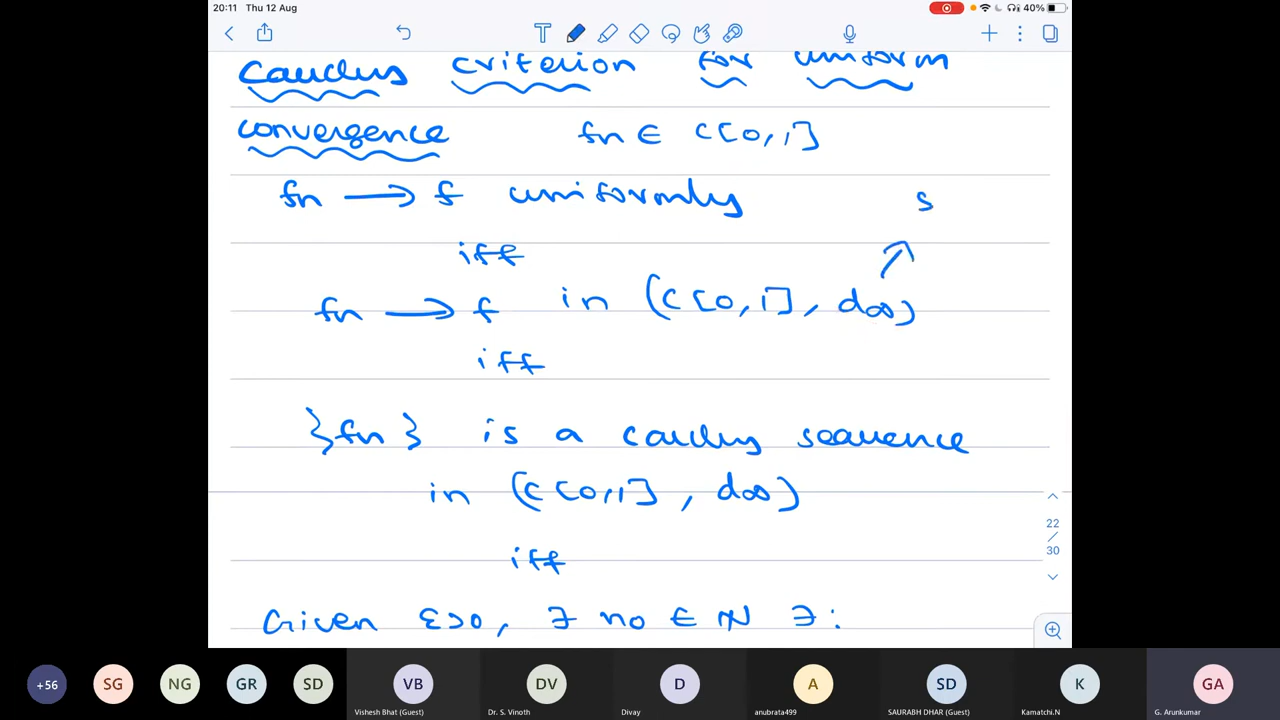 20:11 Thu 12 Aug
40%
Cauchys criterion for uniform
convergence fn ∈ C[0,1]
fn → f uniformly s
iff
fn → f in (C[0,1], d∞)
iff
{fn} is a cauchy sequence
in (C[0,1], d∞)
iff
Given ε>0, ∃ no ∈ N ∋:
22
/
30
+56 SG NG GR SD VB DV D A SD K GA
Vishesh Bhat (Guest) Dr. S. Vinoth Divay anubrata499 SAURABH DHAR (Guest) Kamatchi.N G. Arunkumar